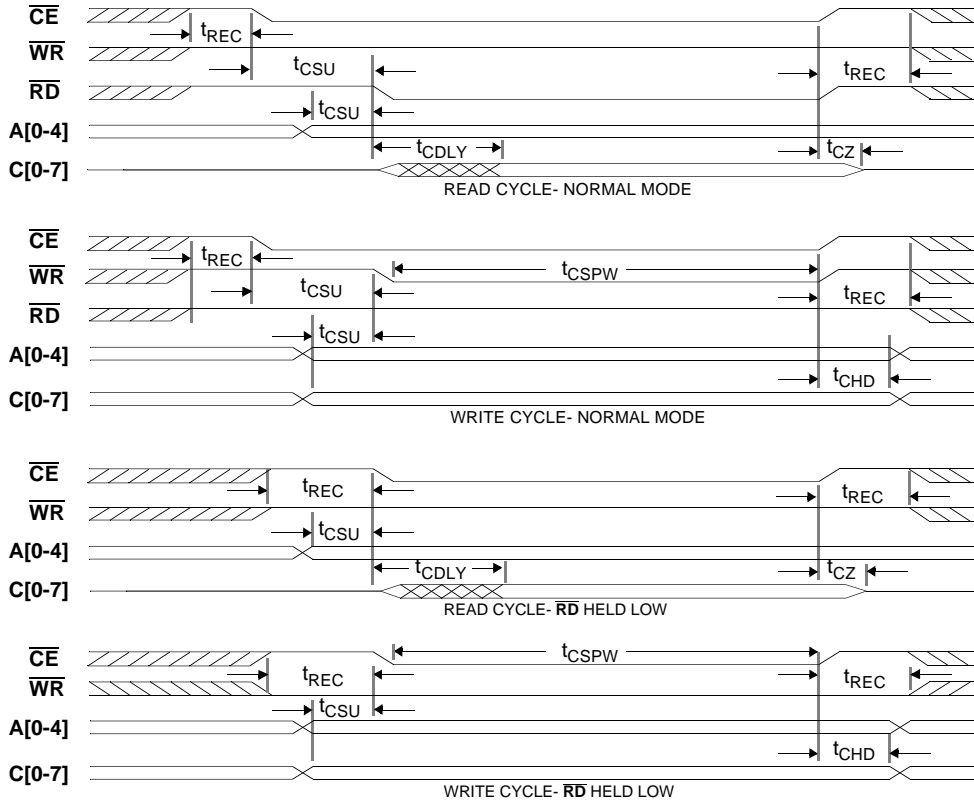 CE
tREC
WR
tCSU
tREC
RD
tCSU
A[0-4]
tCDLY
tCZ
C[0-7]
READ CYCLE- NORMAL MODE
CE
tREC
WR
tCSPW
tCSU
tREC
RD
tCSU
A[0-4]
tCHD
C[0-7]
WRITE CYCLE- NORMAL MODE
CE
tREC
tREC
WR
tCSU
A[0-4]
tCDLY
tCZ
C[0-7]
READ CYCLE- RD HELD LOW
CE
tCSPW
tREC
tREC
WR
tCSU
A[0-4]
tCHD
C[0-7]
WRITE CYCLE- RD HELD LOW